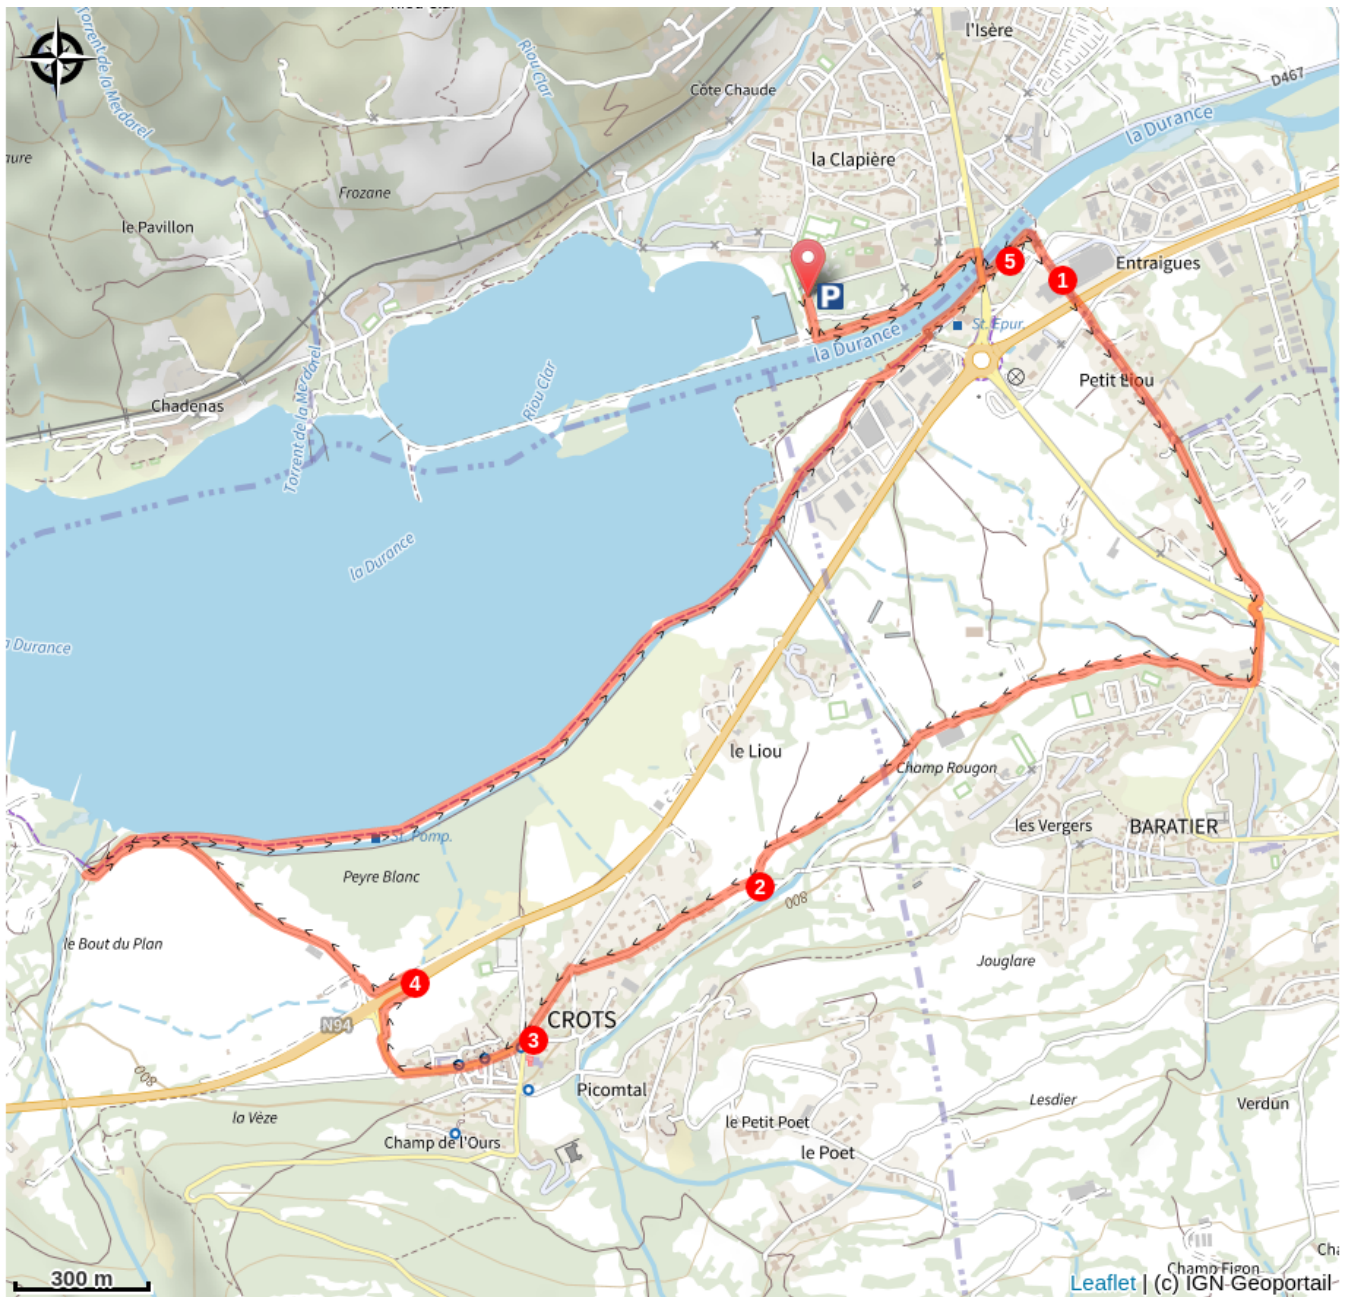 l'Isère
Torrent de la Merdarel
Riou Clar
Côte Chaude
D467
la Durance
la Clapière
Frozane
le Pavillon
Entraigues
5
1
P
St. Epur.
la Durance
Petit Liou
Riou Clar
Torrent de la Merdarel
Chadenas
la Durance
la Durance
le Liou
Champ Rougon
les Vergers
BARATIER
St. Pomp.
Peyre Blanc
2
800
le Bout du Plan
Jouglare
4
N94
CROTS
3
800
Picomtal
la Vèze
Lesdier
Verdun
le Petit Poet
Champ de l'Ours
le Poet
Champ Figon
300 m
Leaflet | (c) IGN Geoportail